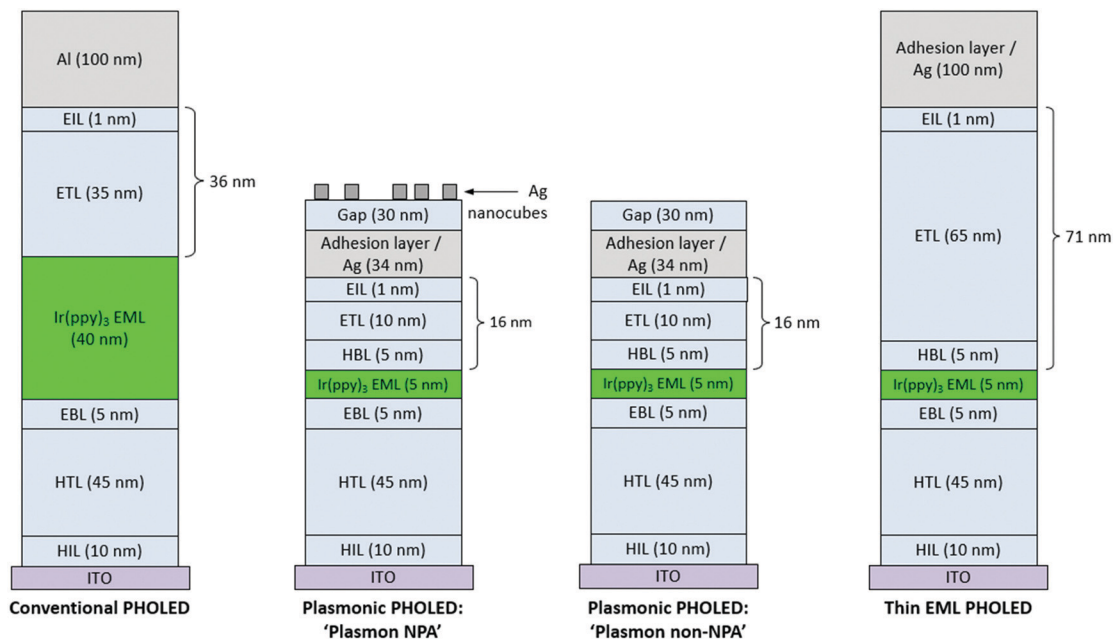 Al (100 nm)
EIL (1 nm)
ETL (35 nm)
36 nm
Ir(ppy)₃ EML
(40 nm)
EBL (5 nm)
HTL (45 nm)
HIL (10 nm)
ITO
Conventional PHOLED
Ag
nanocubes
Gap (30 nm)
Adhesion layer /
Ag (34 nm)
EIL (1 nm)
ETL (10 nm)
16 nm
HBL (5 nm)
Ir(ppy)₃ EML (5 nm)
EBL (5 nm)
HTL (45 nm)
HIL (10 nm)
ITO
Plasmonic PHOLED:
‘Plasmon NPA’
Gap (30 nm)
Adhesion layer /
Ag (34 nm)
EIL (1 nm)
ETL (10 nm)
16 nm
HBL (5 nm)
Ir(ppy)₃ EML (5 nm)
EBL (5 nm)
HTL (45 nm)
HIL (10 nm)
ITO
Plasmonic PHOLED:
‘Plasmon non-NPA’
Adhesion layer /
Ag (100 nm)
EIL (1 nm)
ETL (65 nm)
71 nm
HBL (5 nm)
Ir(ppy)₃ EML (5 nm)
EBL (5 nm)
HTL (45 nm)
HIL (10 nm)
ITO
Thin EML PHOLED